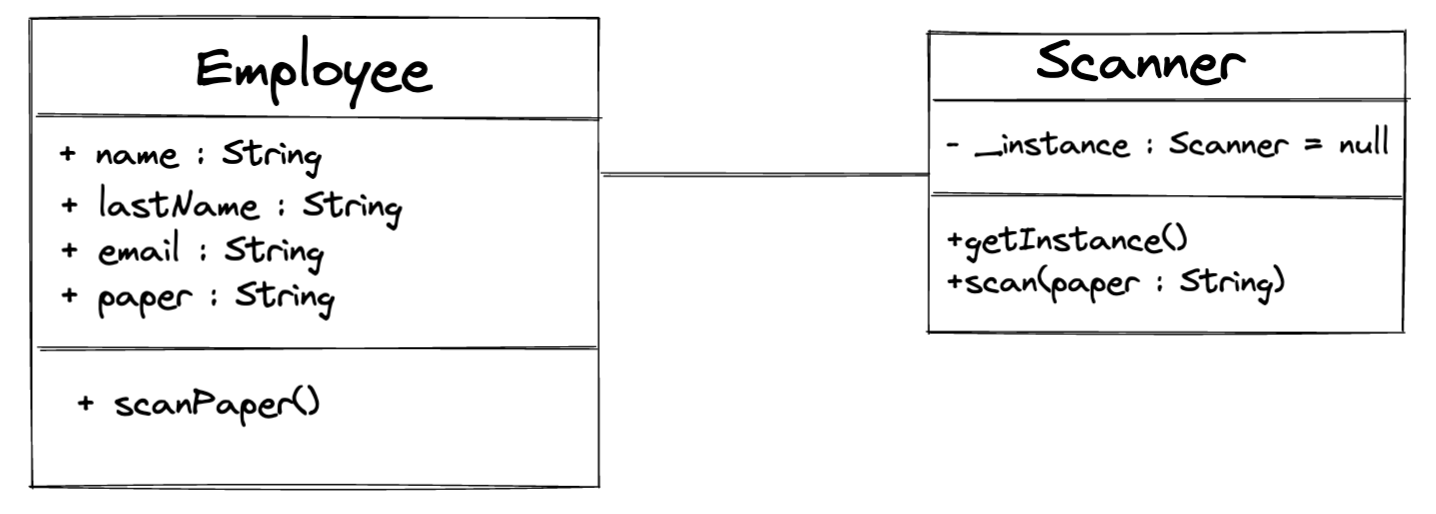 Employee
+ name : String
+ lastName : String
+ email : String
+ paper : String
+ scanPaper()
Scanner
- _instance : Scanner = null
+getInstance()
+scan(paper : String)